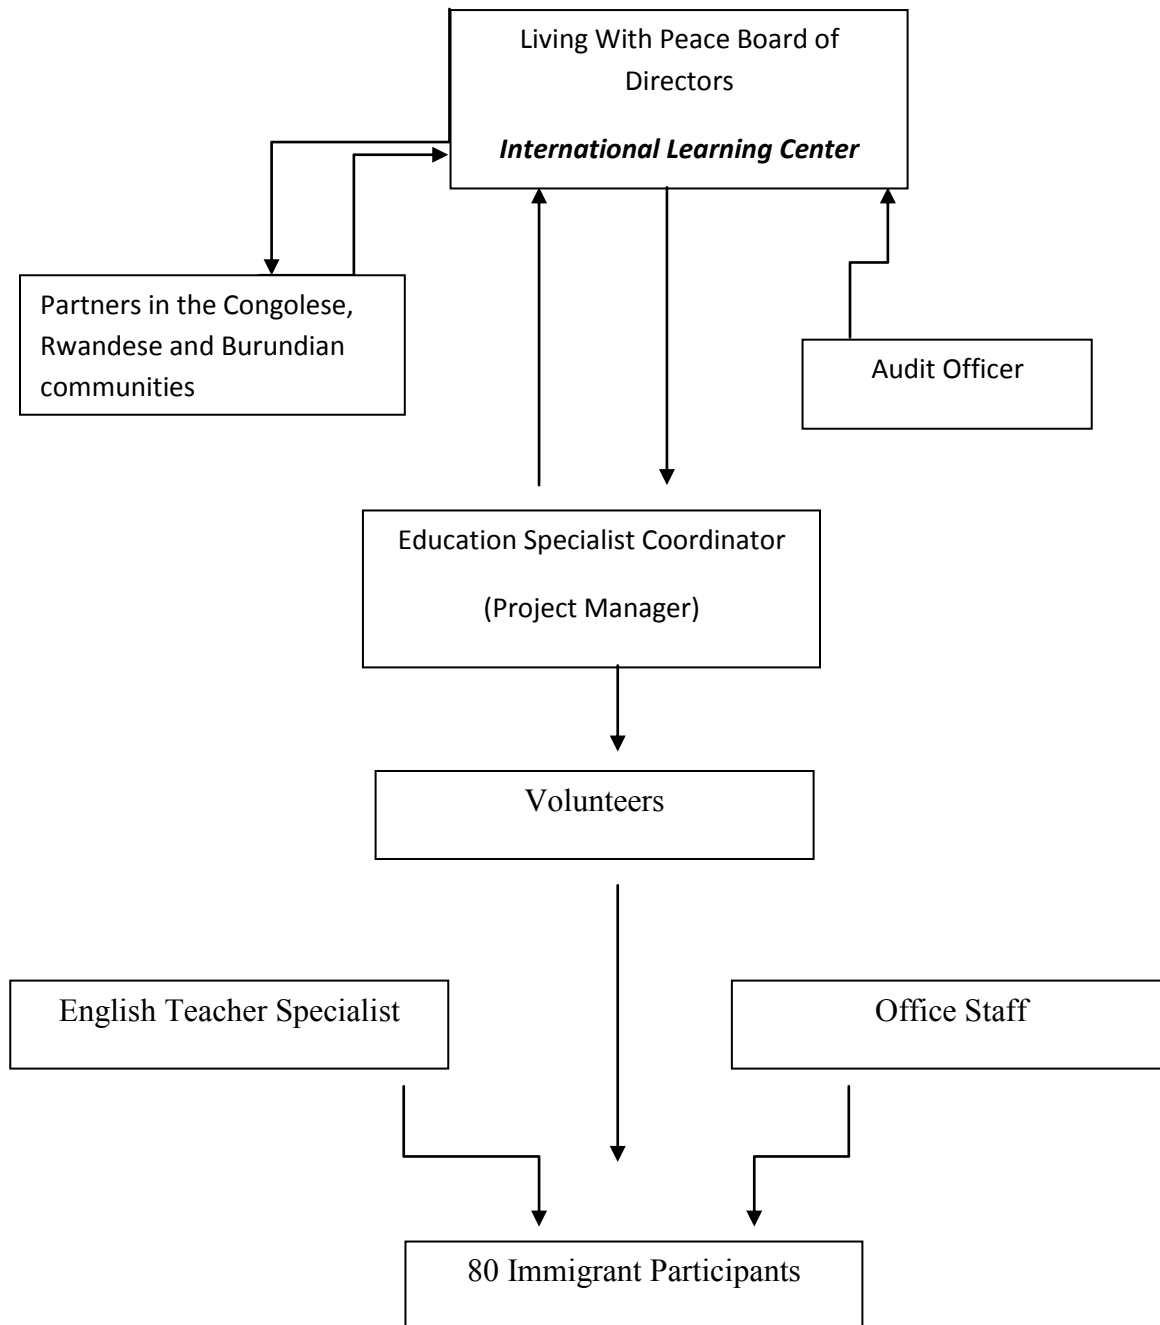 Living With Peace Board of
Directors
International Learning Center
Partners in the Congolese,
Rwandese and Burundian
communities
Audit Officer
Education Specialist Coordinator
(Project Manager)
Volunteers
English Teacher Specialist
Office Staff
80 Immigrant Participants